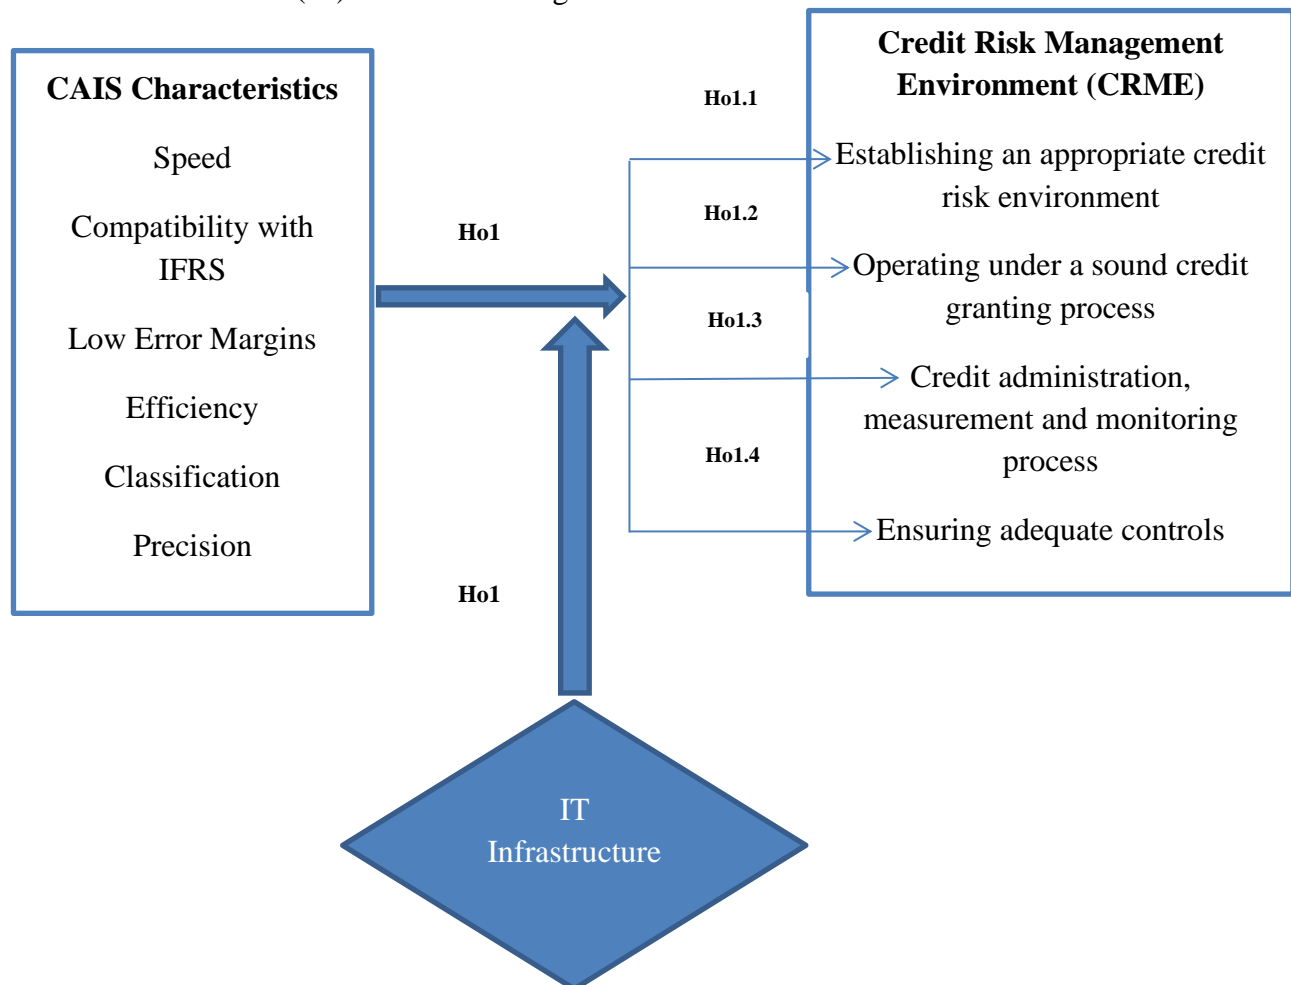 CAIS Characteristics
Speed
Compatibility with
IFRS
Low Error Margins
Efficiency
Classification
Precision
Ho1
Ho1
Ho1.1
Ho1.2
Ho1.3
Ho1.4
Credit Risk Management
Environment (CRME)
Establishing an appropriate credit
risk environment
Operating under a sound credit
granting process
Credit administration,
measurement and monitoring
process
Ensuring adequate controls
IT
Infrastructure